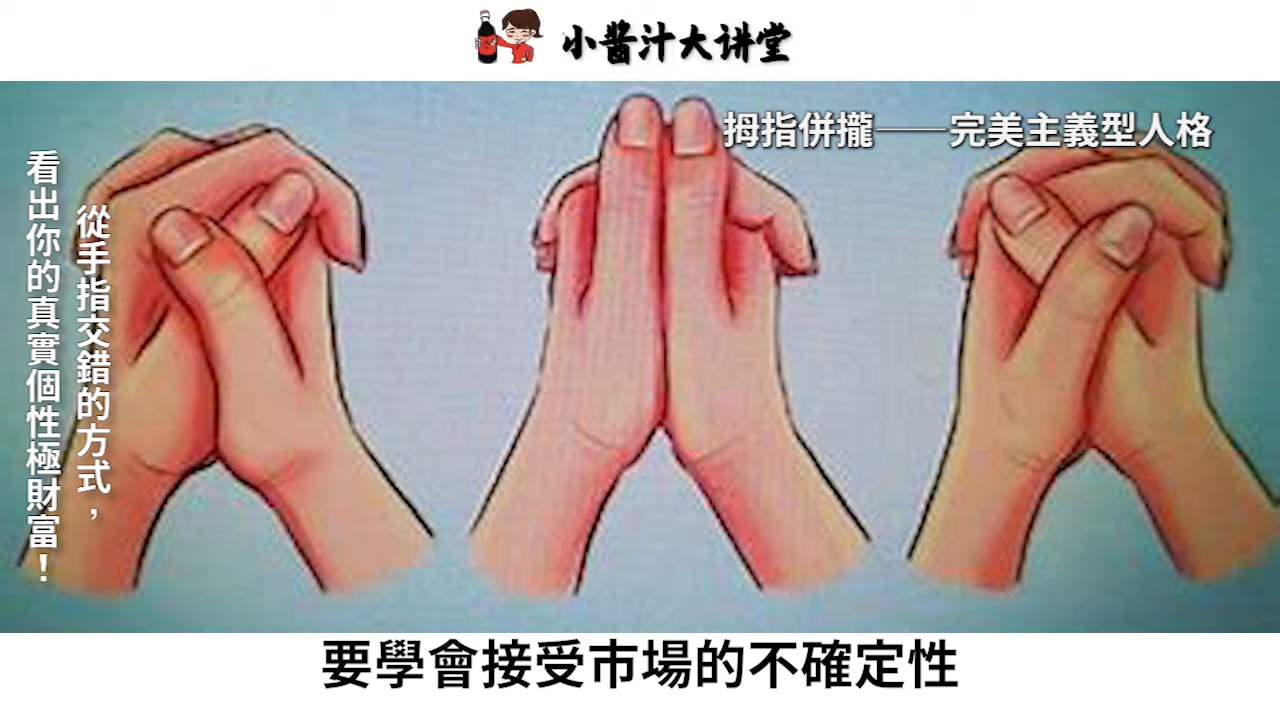 小酱汁大讲堂
拇指併攏——完美主義型人格
從手指交錯的方式，
看出你的真實個性極財富！
要學會接受市場的不確定性